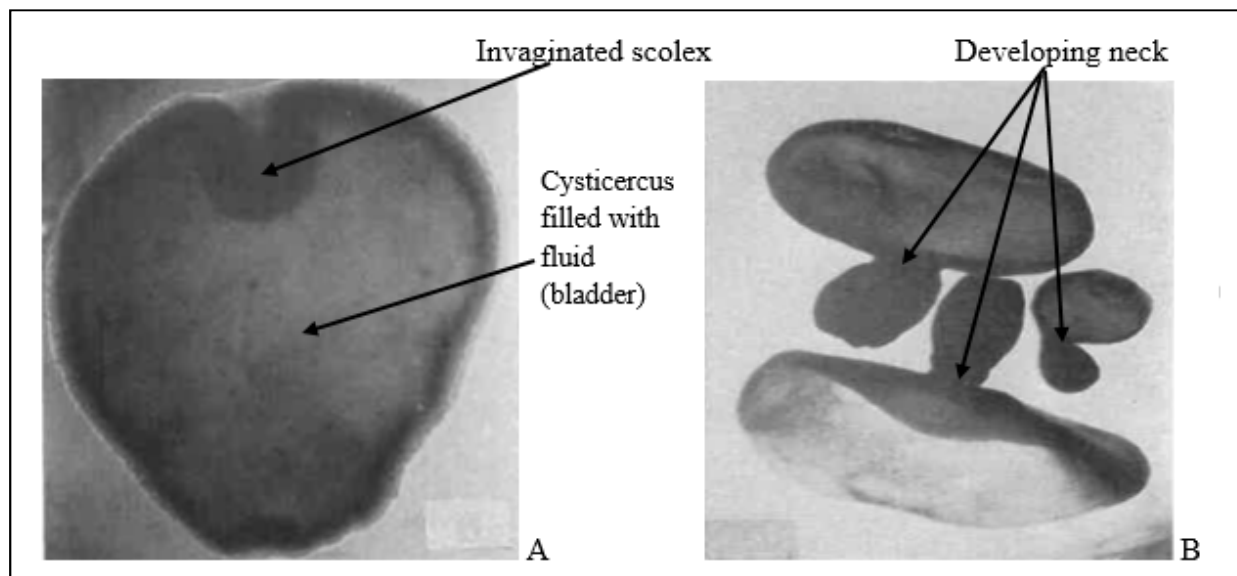 Invaginated scolex
Developing neck
Cysticercus
filled with
fluid
(bladder)
A
B